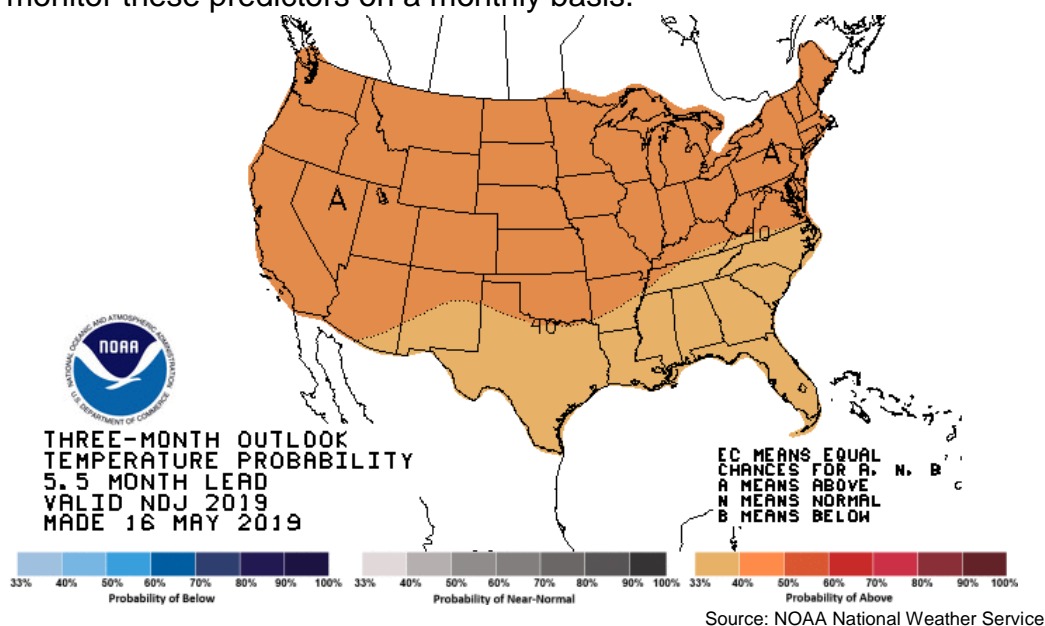 monitor these predictors on a monthly basis.
A
A
40
40
NATIONAL OCEANIC AND ATMOSPHERIC ADMINISTRATION
NOAA
U.S. DEPARTMENT OF COMMERCE
THREE-MONTH OUTLOOK
TEMPERATURE PROBABILITY
5.5 MONTH LEAD
VALID NDJ 2019
MADE 16 MAY 2019
EC MEANS EQUAL
CHANCES FOR A, N, B
A MEANS ABOVE
N MEANS NORMAL
B MEANS BELOW
33% 40% 50% 60% 70% 80% 90% 100%
Probability of Below
33% 40% 50% 60% 70% 80% 90% 100%
Probability of Near-Normal
33% 40% 50% 60% 70% 80% 90% 100%
Probability of Above
Source: NOAA National Weather Service